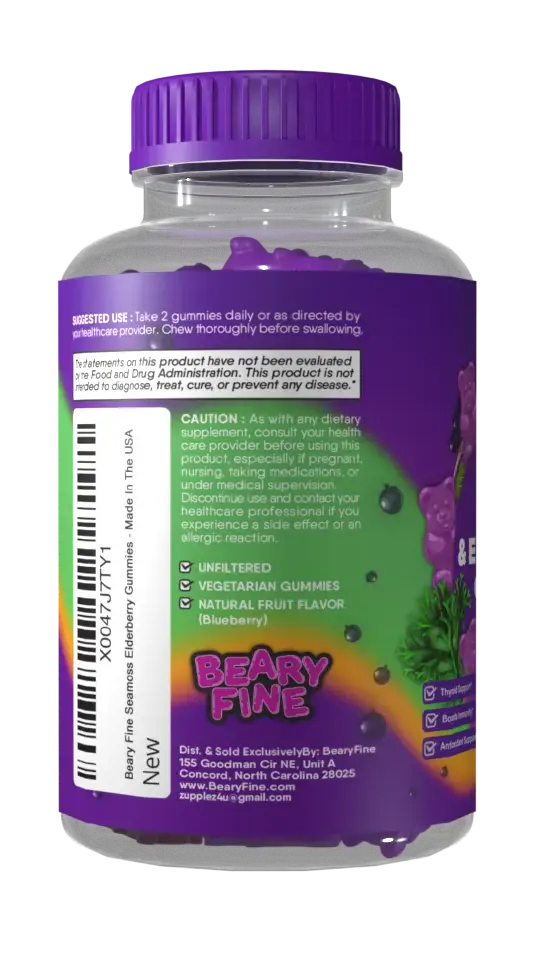 SUGGESTED USE : Take 2 gummies daily or as directed by
your healthcare provider. Chew thoroughly before swallowing.
The statements on this product have not been evaluated
by the Food and Drug Administration. This product is not
intended to diagnose, treat, cure, or prevent any disease.*
CAUTION : As with any dietary
supplement, consult your health
care provider before using this
product, especially if pregnant,
nursing, taking medications, or
under medical supervision.
Discontinue use and contact your
healthcare professional if you
experience a side effect or an
allergic reaction.
UNFILTERED
VEGETARIAN GUMMIES
NATURAL FRUIT FLAVOR
(Blueberry)
BEARY
FINE
Dist. & Sold ExclusivelyBy: BearyFine
155 Goodman Cir NE, Unit A
Concord, North Carolina 28025
www.BearyFine.com
zupplez4u@gmail.com
X0047J7TY1
Beary Fine Seamoss Elderberry Gummies - Made In The USA
New
& E
Thyroid Support*
Boosts Immunity*
Antioxidant